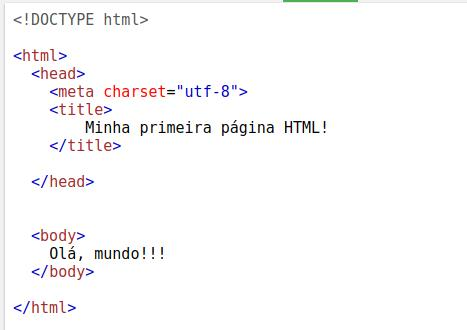 <!DOCTYPE html>
<html>
<head>
<meta charset="utf-8">
<title>
Minha primeira página HTML!
</title>
</head>
<body>
Olá, mundo!!!
</body>
</html>